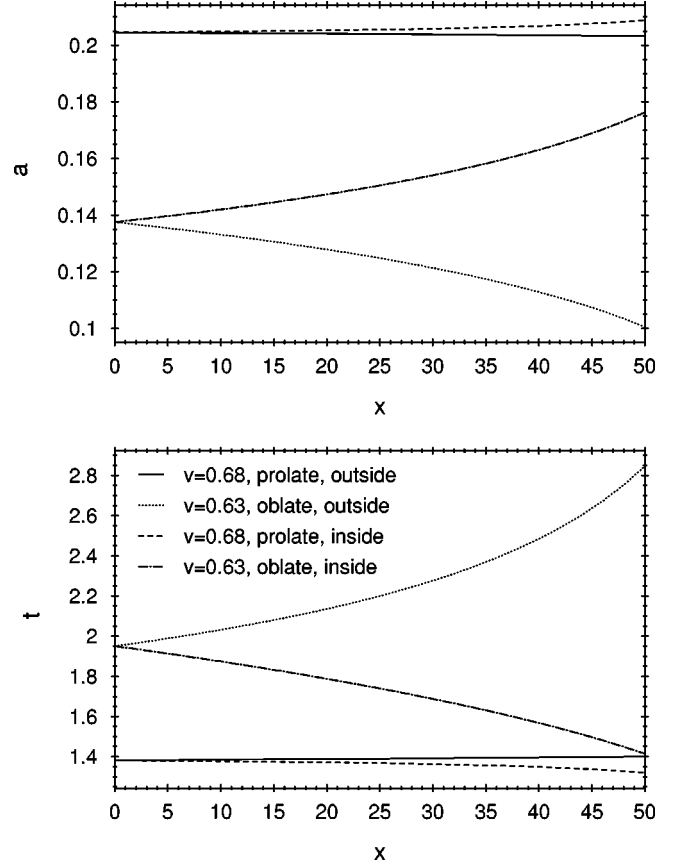 0.2
0.18
0.16
0.14
0.12
0.1
a
0 5 10 15 20 25 30 35 40 45 50
x
2.8
2.6
2.4
2.2
2
1.8
1.6
1.4
t
v=0.68, prolate, outside
v=0.63, oblate, outside
v=0.68, prolate, inside
v=0.63, oblate, inside
0 5 10 15 20 25 30 35 40 45 50
x